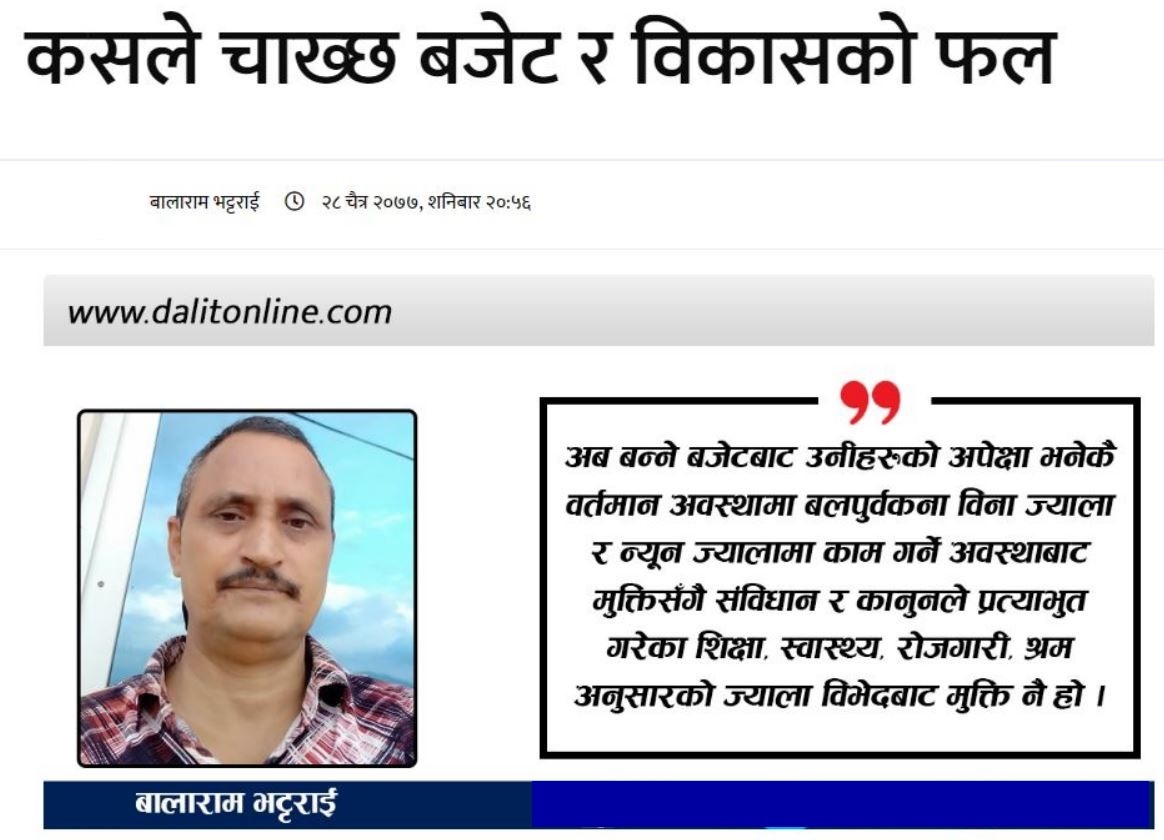 कसले चाख्छ बजेट र विकासको फल
बालाराम भट्टराई २८ चैत्र २०७७, शनिबार २०:५६
www.dalitonline.com
अब बन्ने बजेटबाट उनीहरुको अपेक्षा भनेकै
वर्तमान अवस्थामा बलपुर्वकना विना ज्याला
र न्यून ज्यालामा काम गर्ने अवस्थाबाट
मुक्तिसँगै संविधान र कानुनले प्रत्याभुत
गरेका शिक्षा, स्वास्थ्य, रोजगारी, श्रम
अनुसारको ज्याला विभेदबाट मुक्ति नै हो ।
बालाराम भट्टराई